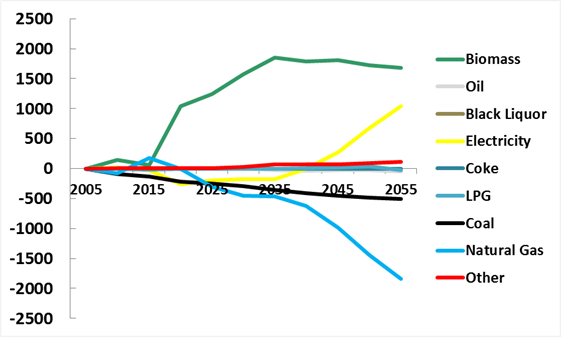 2500
2000
1500
1000
500
0
-500
-1000
-1500
-2000
-2500
2005 2015 2025 2035 2045 2055
Biomass
Oil
Black Liquor
Electricity
Coke
LPG
Coal
Natural Gas
Other